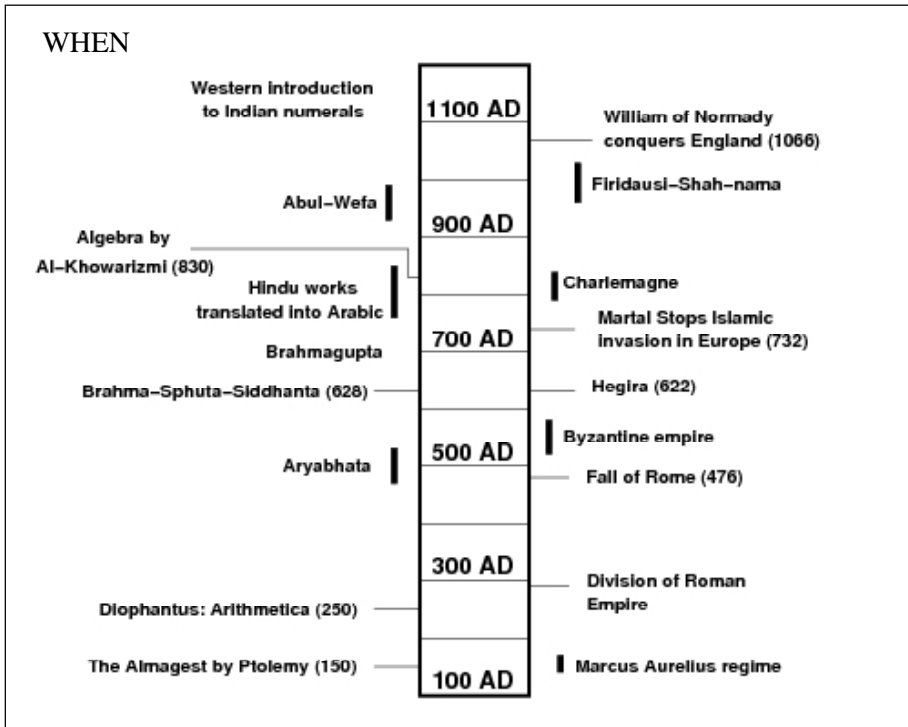 WHEN
Western introduction
to Indian numerals
1100 AD
William of Normady
conquers England (1066)
Firidausi-Shah-nama
Abul-Wefa
900 AD
Algebra by
Al-Khowarizmi (830)
Charlemagne
Hindu works
translated into Arabic
Martal Stops Islamic
invasion in Europe (732)
700 AD
Brahmagupta
Brahma-Sphuta-Siddhanta (628)
Hegira (622)
Byzantine empire
500 AD
Aryabhata
Fall of Rome (476)
300 AD
Division of Roman
Empire
Diophantus: Arithmetica (250)
The Almagest by Ptolemy (150)
Marcus Aurelius regime
100 AD